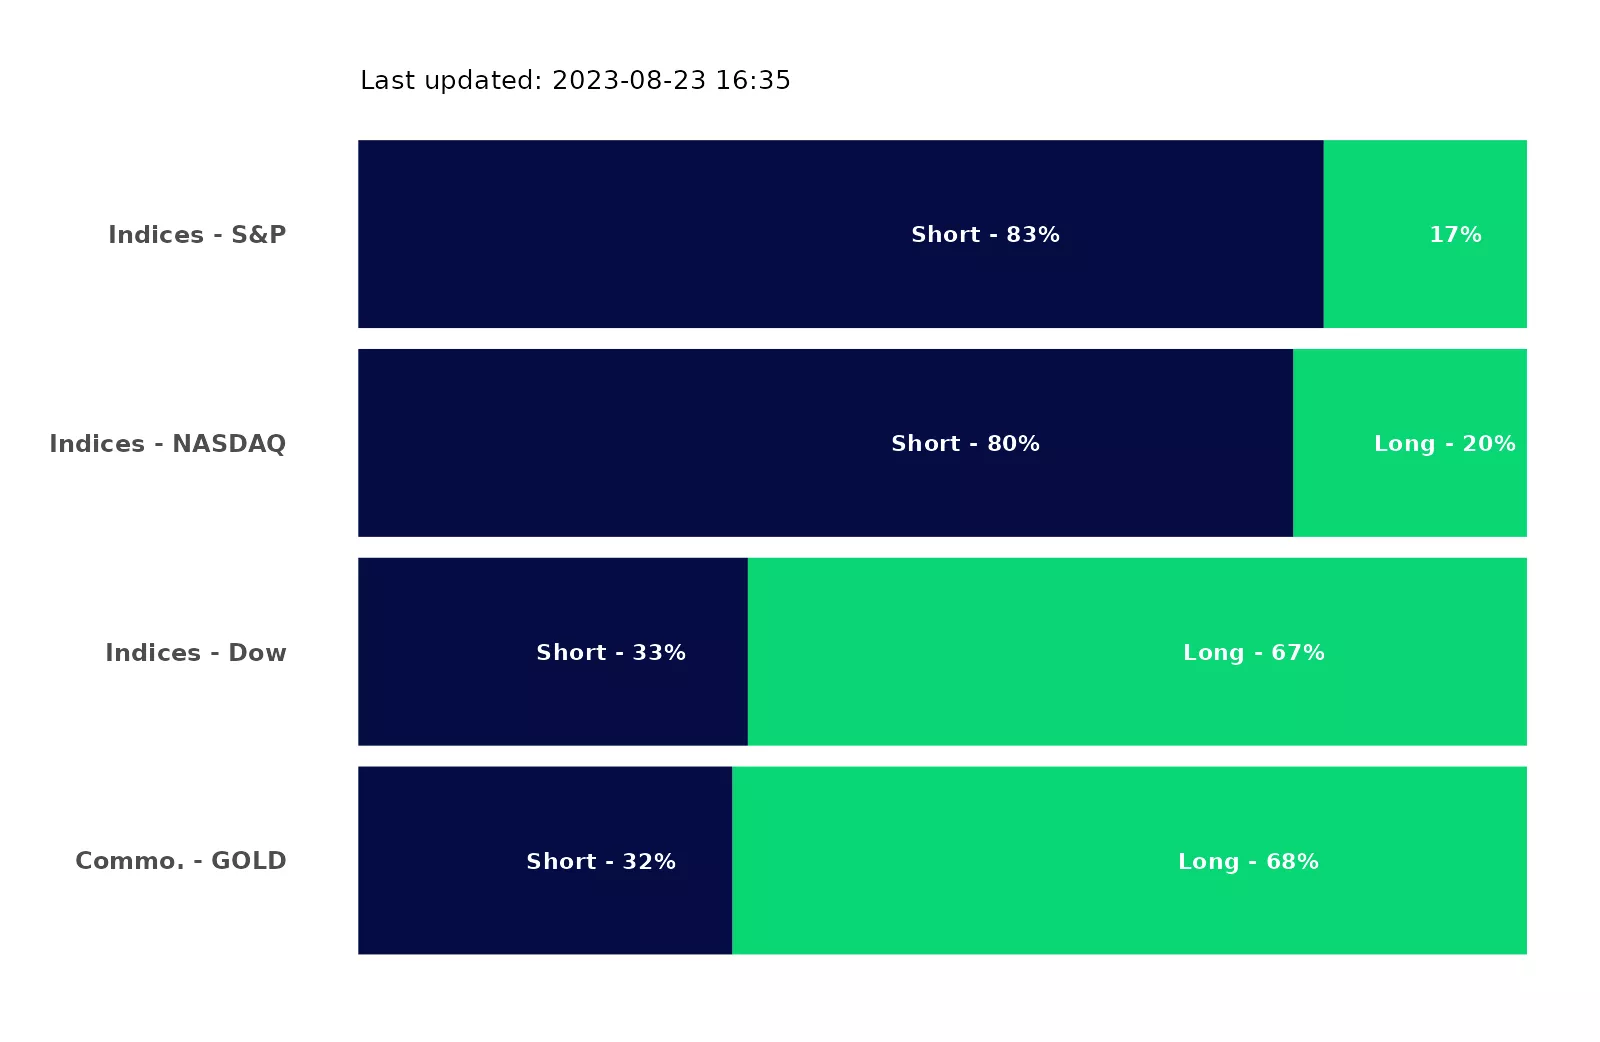 Last updated: 2023-08-23 16:35
Indices - S&P Short - 83% 17%
Indices - NASDAQ Short - 80% Long - 20%
Indices - Dow Short - 33% Long - 67%
Commo. - GOLD Short - 32% Long - 68%